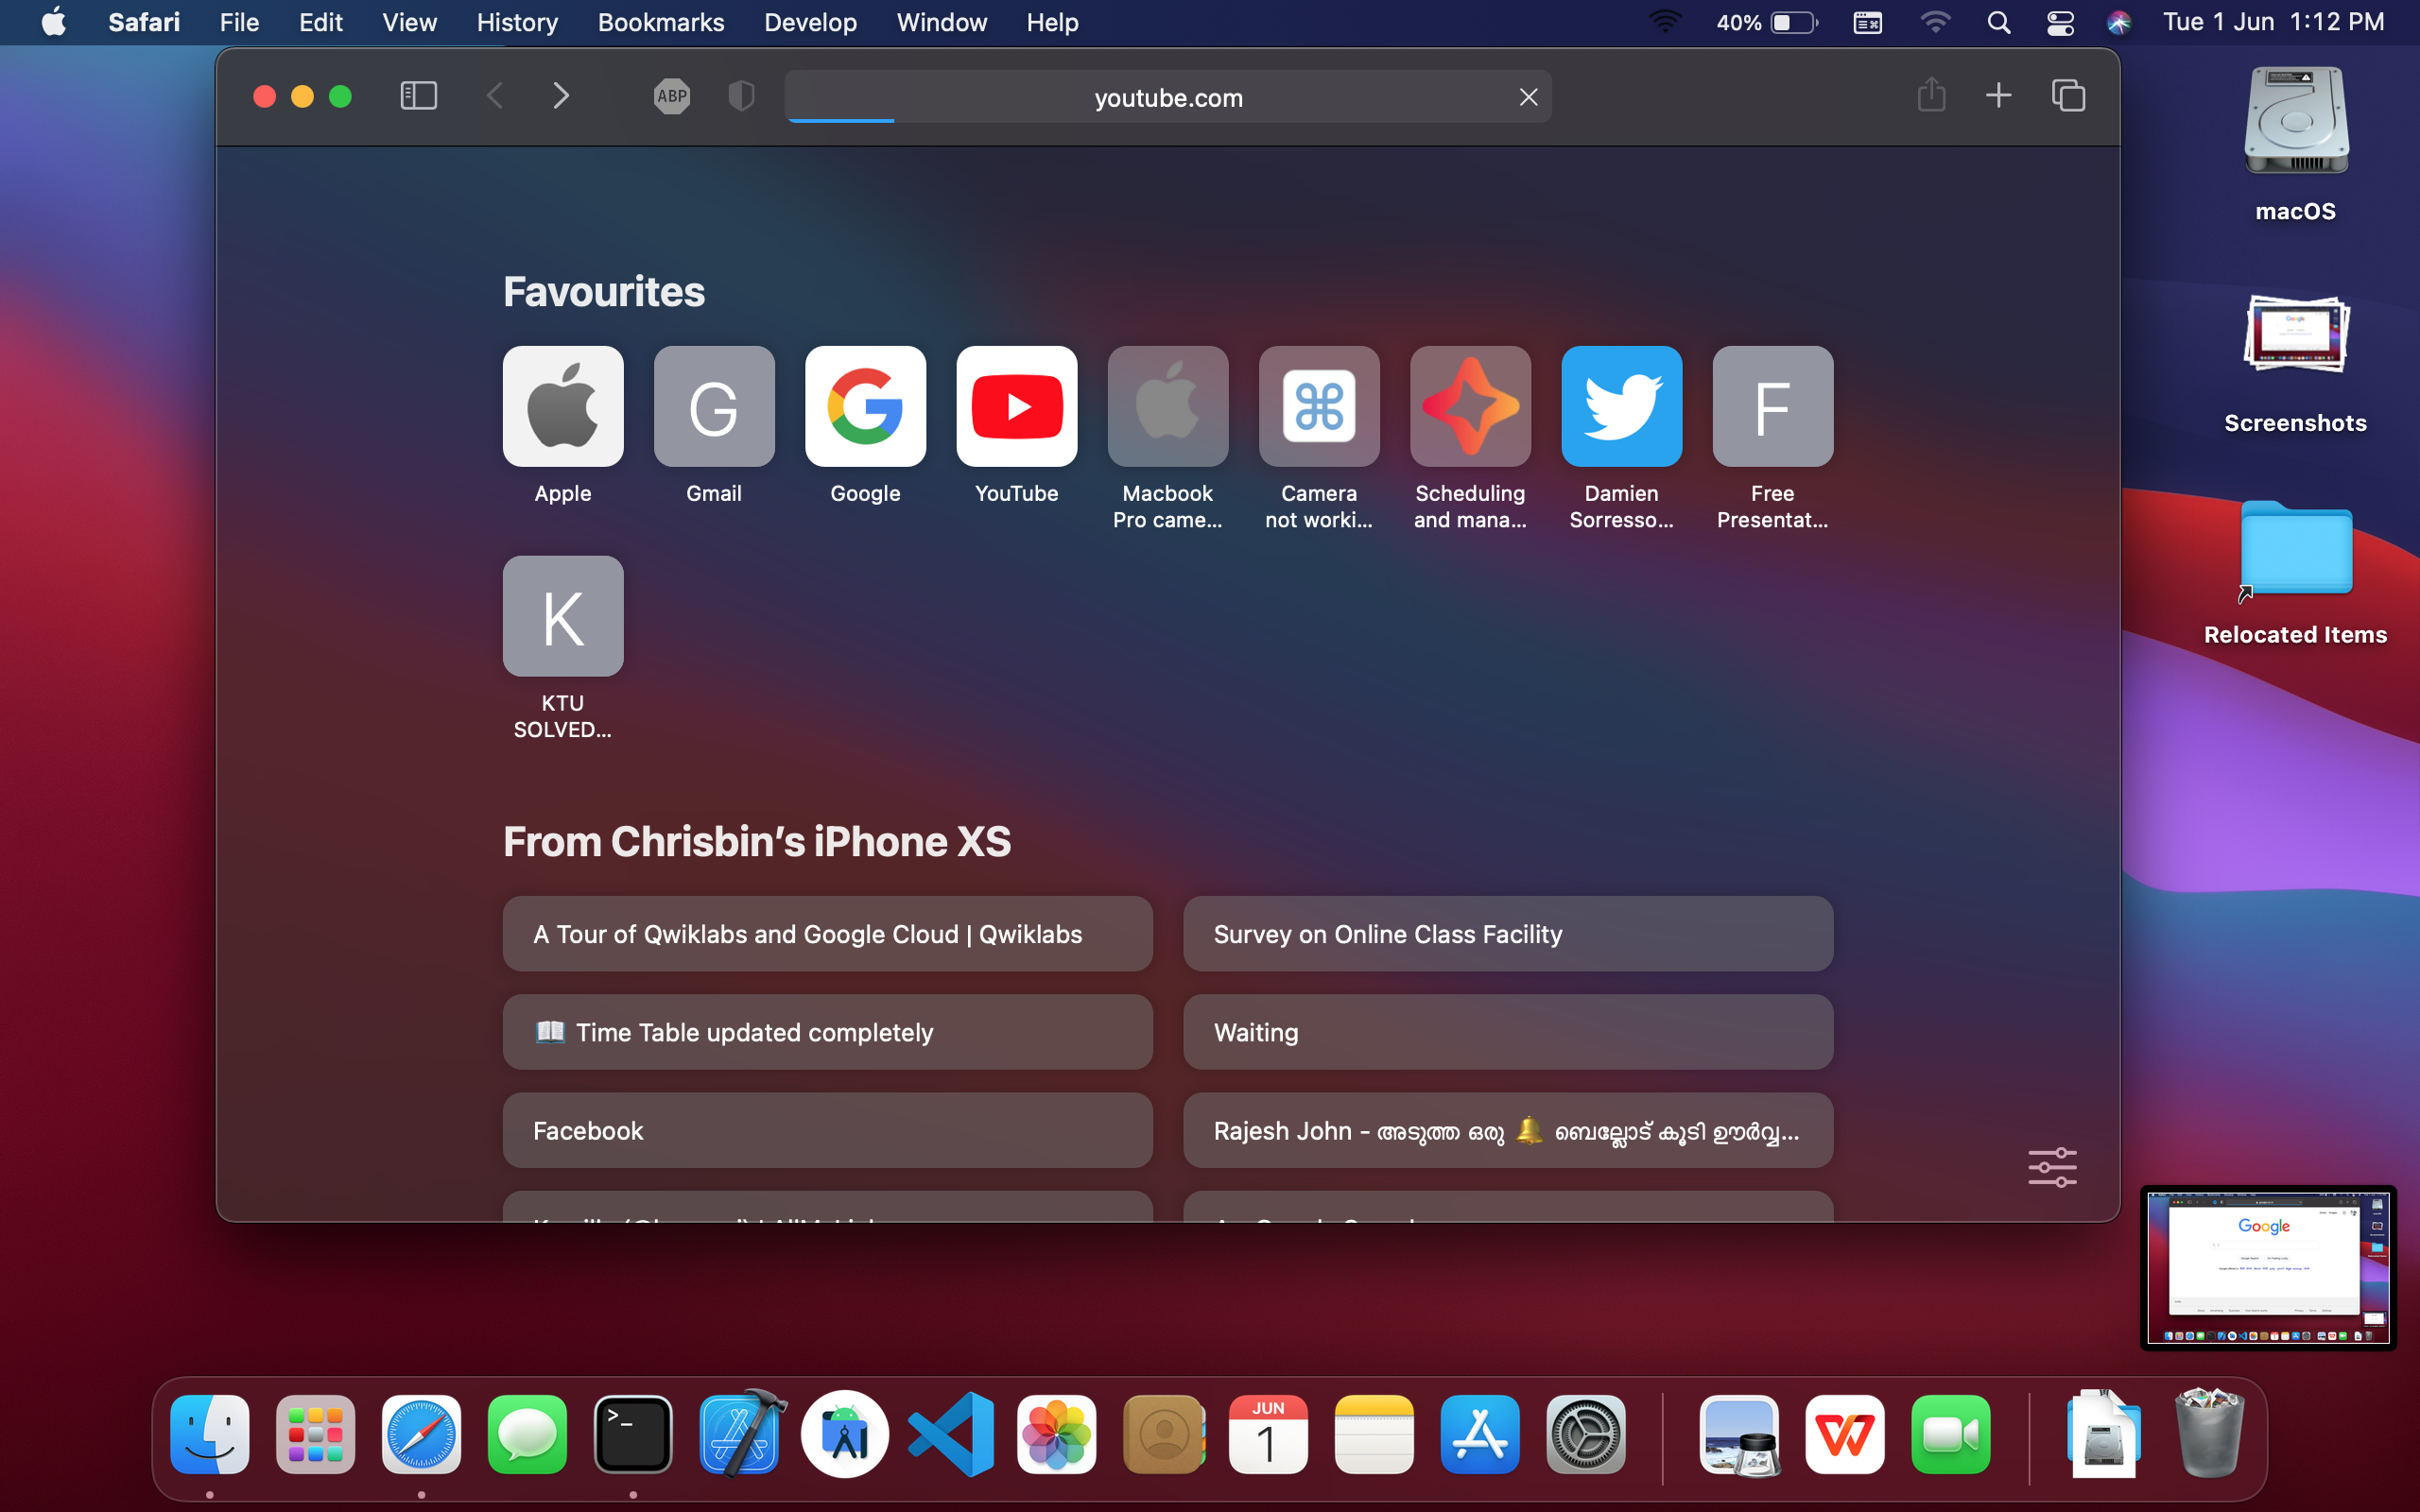 Safari File Edit View History Bookmarks Develop Window Help 40% Tue 1 Jun 1:12 PM
ABP youtube.com
macOS
Screenshots
Relocated Items
Favourites
G F
Apple Gmail Google YouTube Macbook Pro came... Camera not worki... Scheduling and mana... Damien Sorresso... Free Presentat...
K
KTU
SOLVED...
From Chrisbin's iPhone XS
A Tour of Qwiklabs and Google Cloud | Qwiklabs
Survey on Online Class Facility
📖 Time Table updated completely
Waiting
Facebook
Rajesh John - അടുത്ത ഒരു 🔔 ബെല്ലോട് കൂടി ഊർവ്വ...
Google
>_
JUN
1